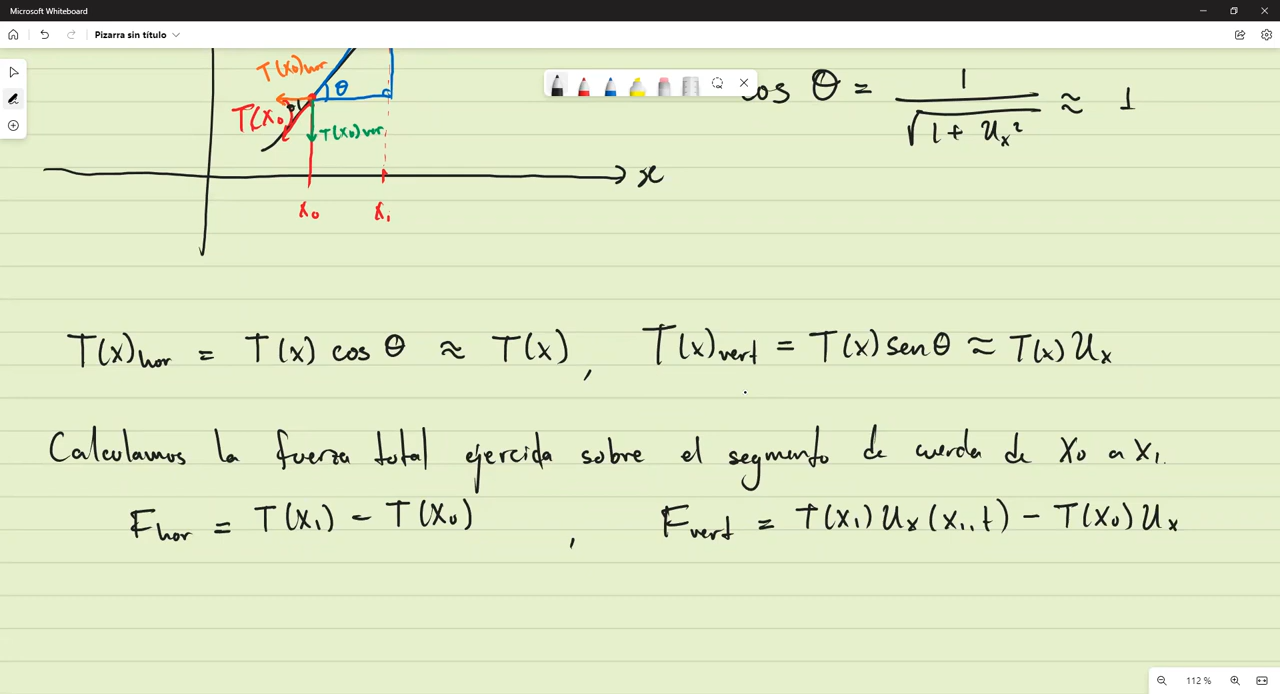 Microsoft Whiteboard
Pizarra sin título
T(x₀)hor
θ
T(x₀)
T(x₀)ver
x
x₀ x₁
cos θ = 1 / √(1 + uₓ²) ≈ 1
T(x)hor = T(x) cos θ ≈ T(x) , T(x)vert = T(x) sen θ ≈ T(x) uₓ
Calculamos la fuerza total ejercida sobre el segmento de cuerda de x₀ a x₁.
Fhor = T(x₁) - T(x₀) , Fvert = T(x₁) uₓ(x₁, t) - T(x₀) uₓ
112 %